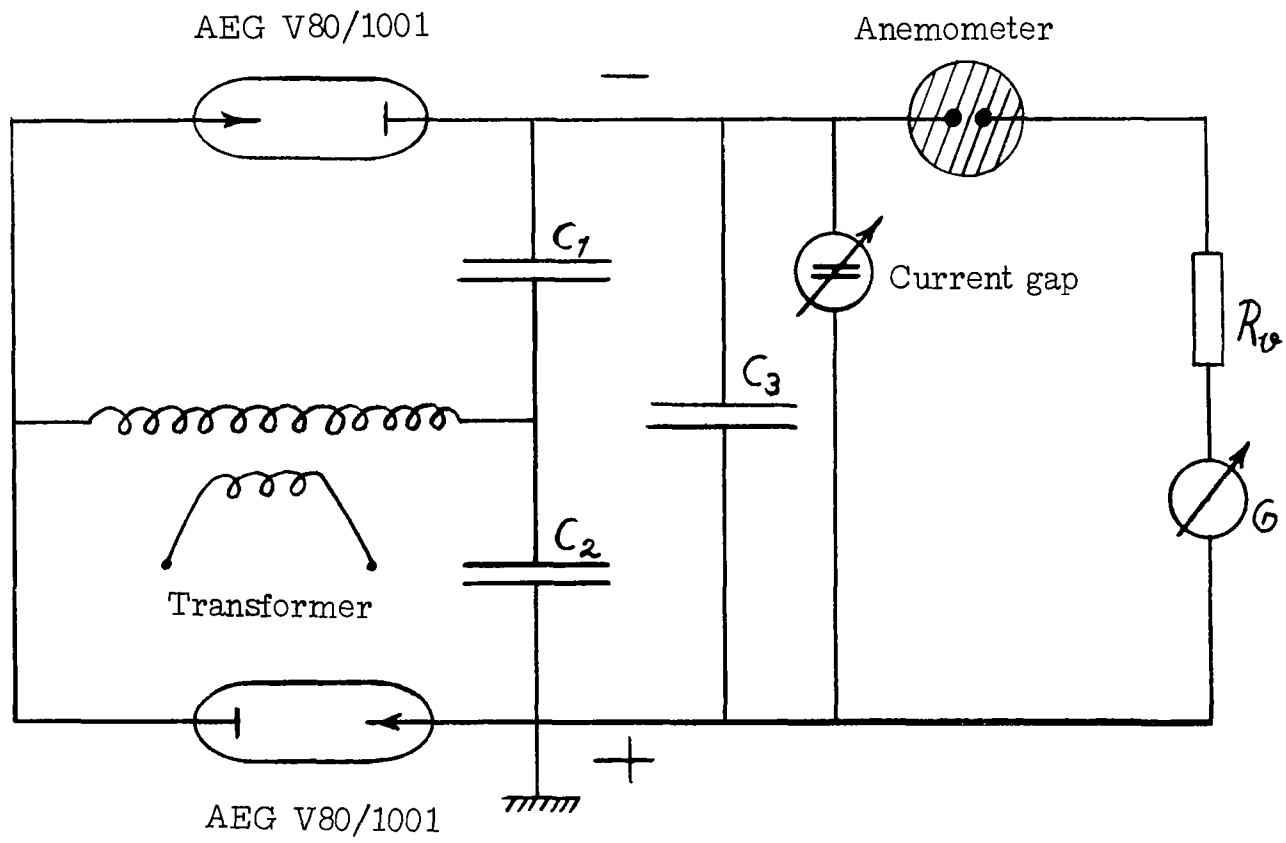 AEG V80/1001
Anemometer
−
C1
Current gap
Rv
C3
G
C2
Transformer
+
AEG V80/1001